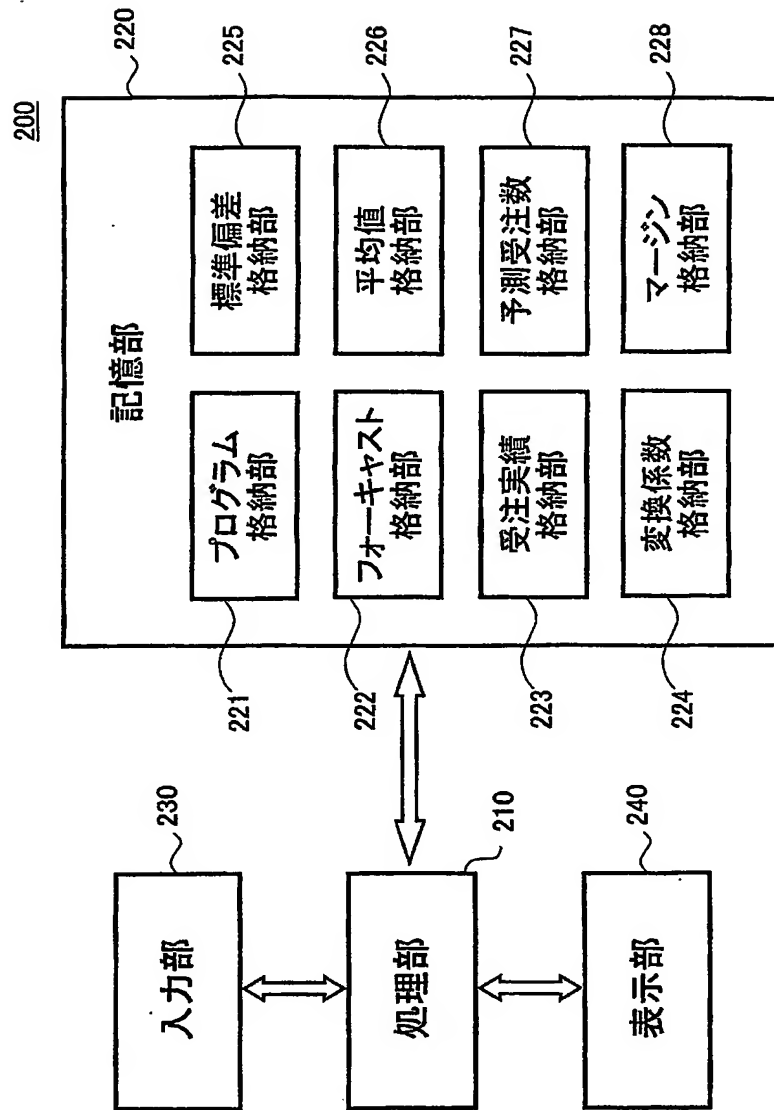 200
220
記憶部
230
入力部
210
処理部
240
表示部
221
プログラム
格納部
225
標準偏差
格納部
222
フォーキャスト
格納部
226
平均値
格納部
223
受注実績
格納部
227
予測受注数
格納部
224
変換係数
格納部
228
マージン
格納部